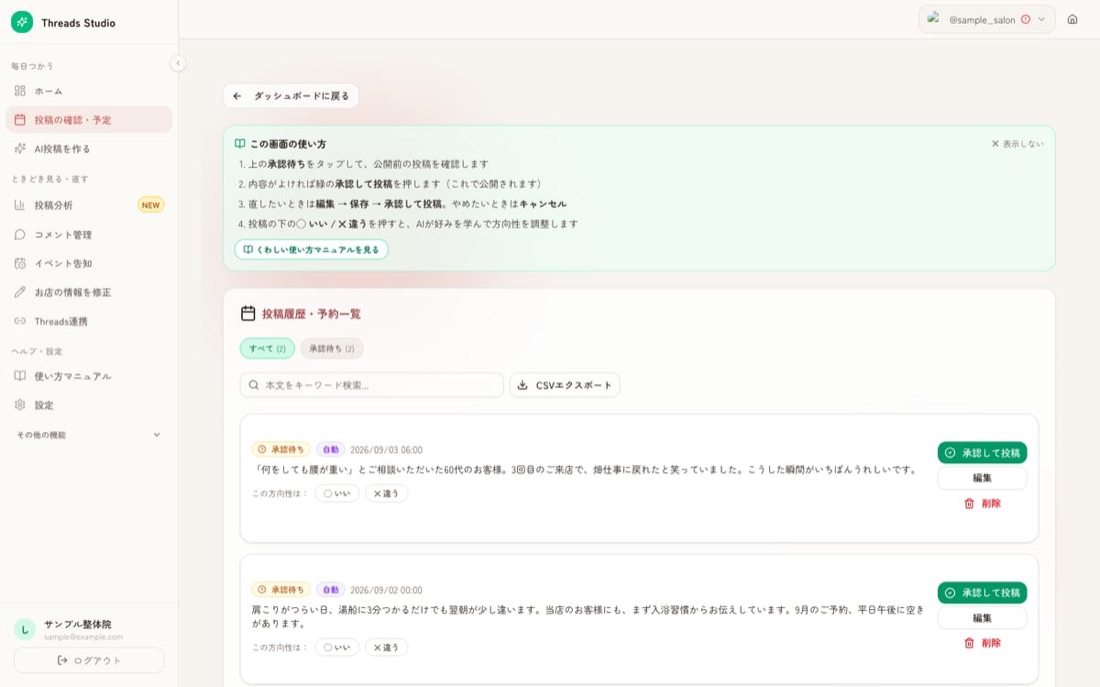 Threads Studio
@sample_salon
毎日つかう
ホーム
投稿の確認・予定
AI投稿を作る
ときどき見る・直す
投稿分析
NEW
コメント管理
イベント告知
お店の情報を修正
Threads連携
ヘルプ・設定
使い方マニュアル
設定
その他の機能
サンプル整体院
し
sample@example.com
ログアウト
ダッシュボードに戻る
この画面の使い方
× 表示しない
1. 上の承認待ちをタップして、公開前の投稿を確認します
2. 内容がよければ緑の承認して投稿を押します（これで公開されます）
3. 直したいときは編集 → 保存 → 承認して投稿。やめたいときはキャンセル
4. 投稿の下の◯ いい / ✕ 違うを押すと、AIが好みを学んで方向性を調整します
くわしい使い方マニュアルを見る
投稿履歴・予約一覧
すべて (2)
承認待ち (2)
本文をキーワード検索...
CSVエクスポート
承認待ち 自動 2026/09/03 06:00
「何をしても腰が重い」とご相談いただいた60代のお客様。3回目のご来店で、畑仕事に戻れたと笑っていました。こうした瞬間がいちばんうれしいです。
この方向性は： ◯ いい ✕ 違う
承認して投稿
編集
削除
承認待ち 自動 2026/09/02 00:00
肩こりがつらい日、湯船に3分つかるだけでも翌朝が少し違います。当店のお客様にも、まず入浴習慣からお伝えしています。9月のご予約、平日午後に空き
があります。
この方向性は： ◯ いい ✕ 違う
承認して投稿
編集
削除